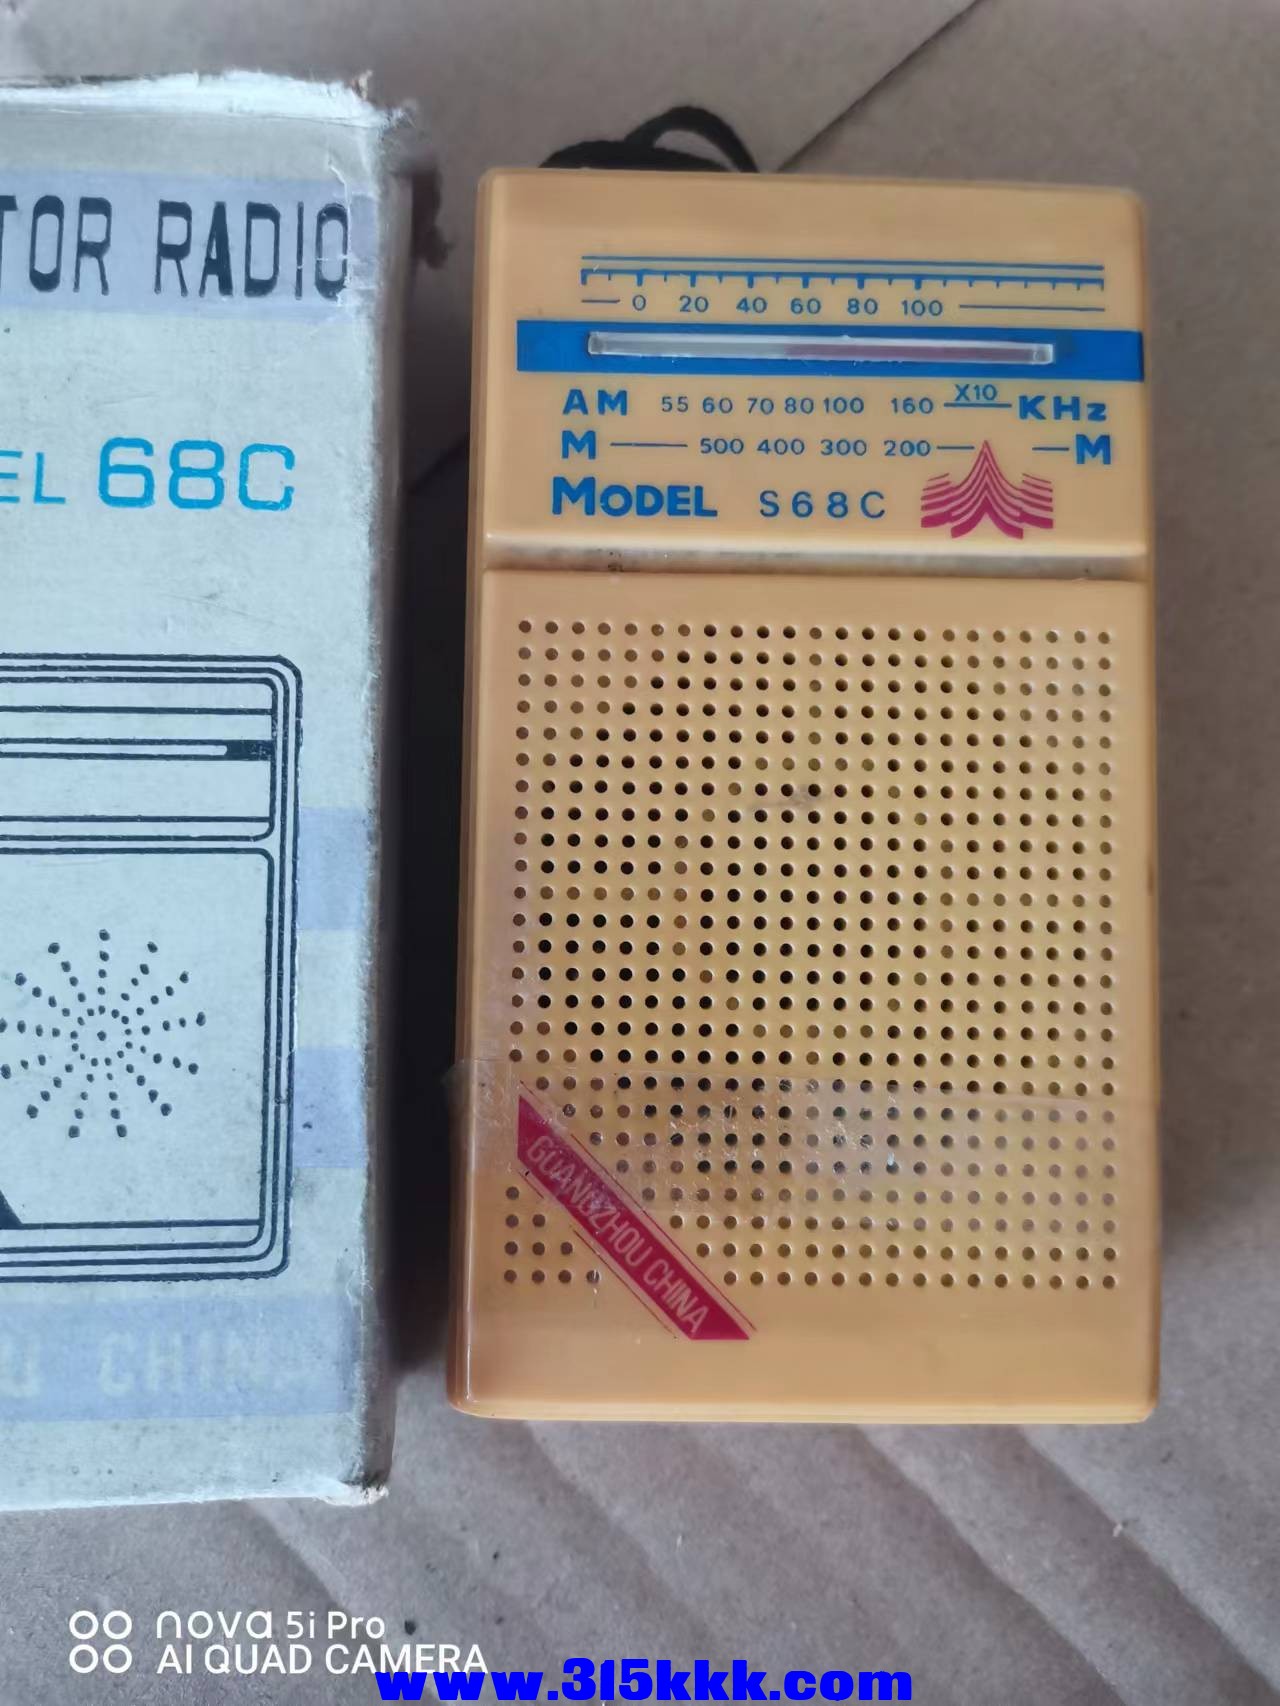 TOR RADIO
EL 68C
CHINA
0 20 40 60 80 100
AM 55 60 70 80 100 160 X10 KHz
M 500 400 300 200 M
MODEL S68C
GUANGZHOU CHINA
nova 5i Pro
AI QUAD CAMERA
www.315kkk.com